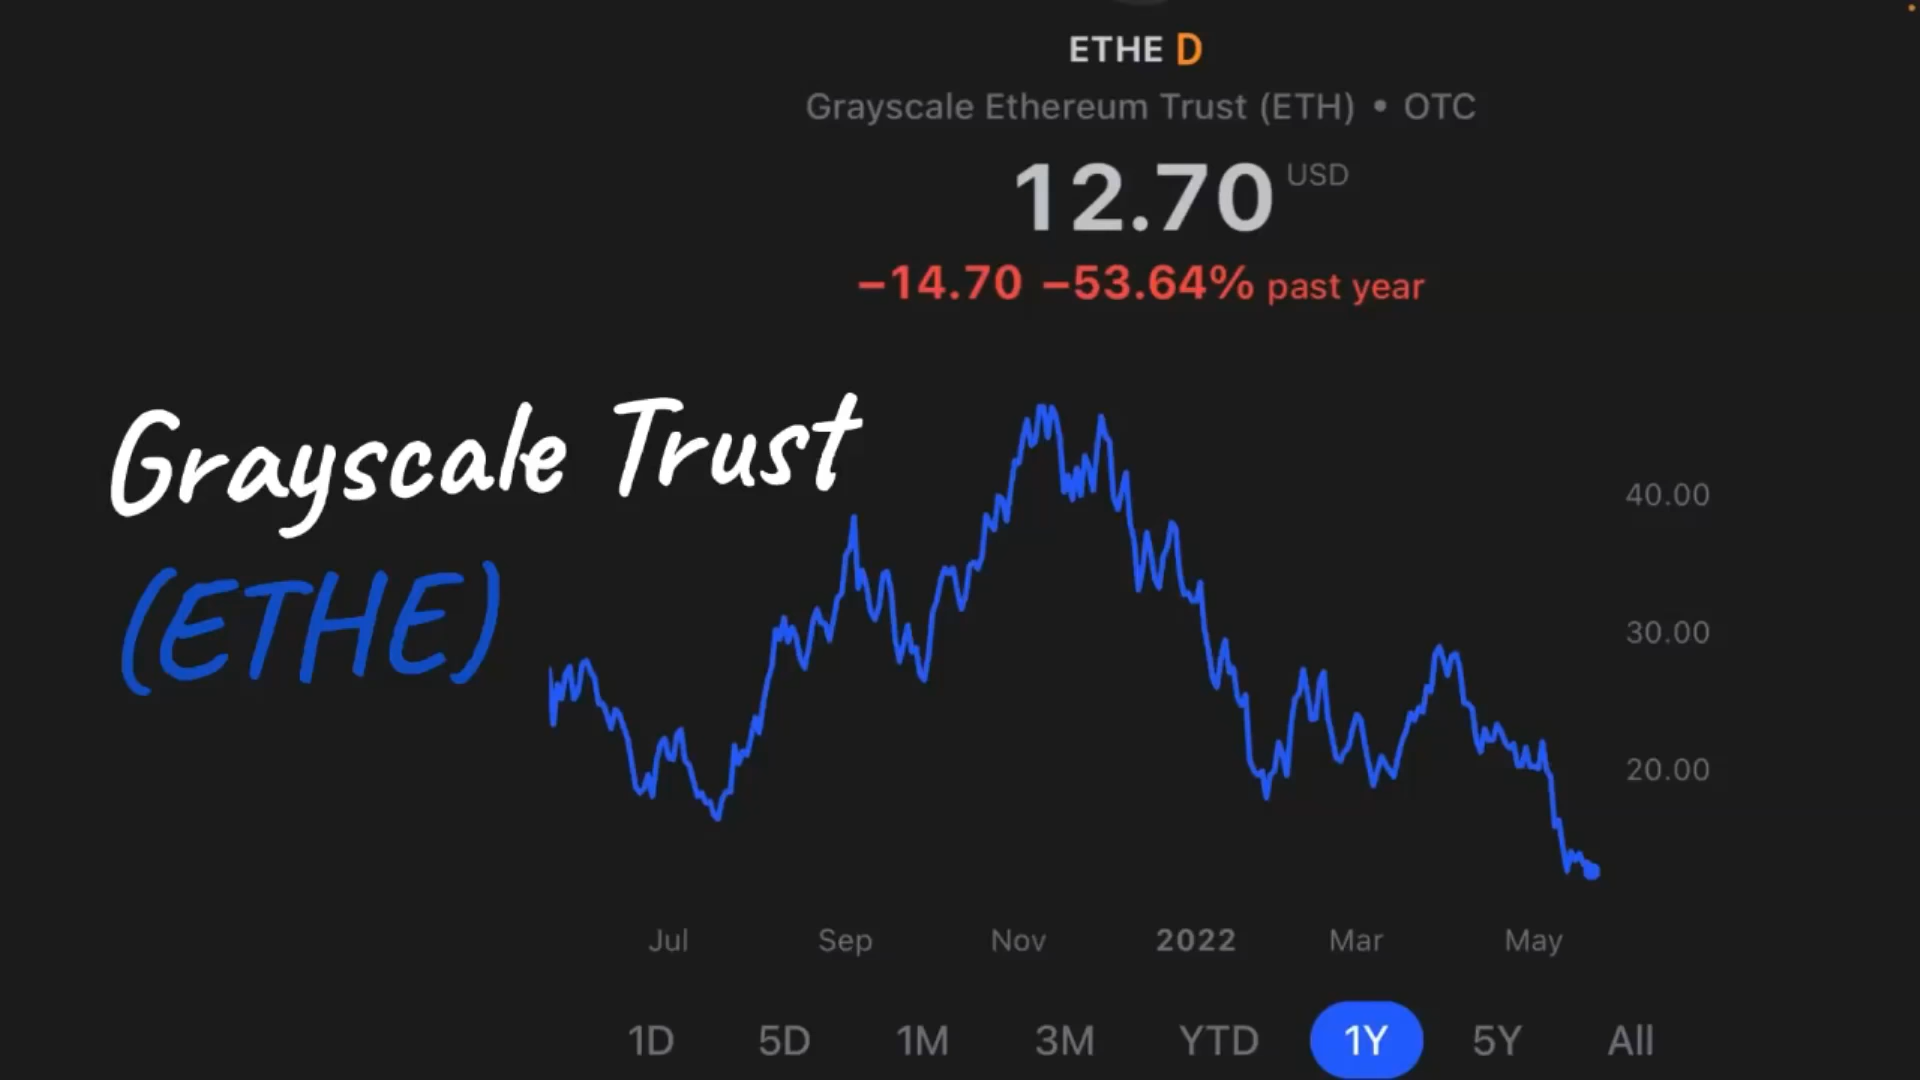 ETHE D
Grayscale Ethereum Trust (ETH) • OTC
12.70 USD
−14.70 −53.64% past year
Grayscale Trust
(ETHE)
40.00
30.00
20.00
Jul Sep Nov 2022 Mar May
1D 5D 1M 3M YTD 1Y 5Y All